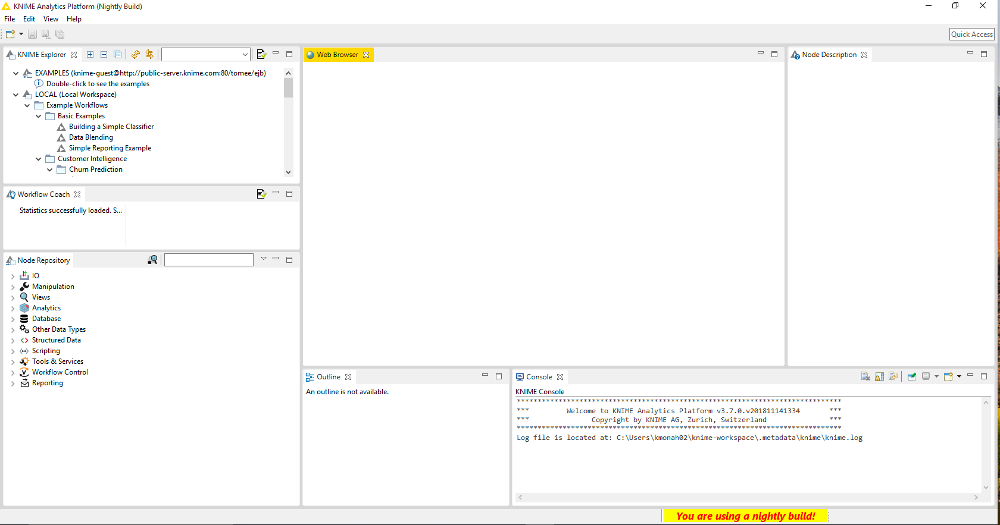 KNIME Analytics Platform (Nightly Build)
File Edit View Help
Quick Access
KNIME Explorer
EXAMPLES (knime-guest@http://public-server.knime.com:80/tomee/ejb)
Double-click to see the examples
LOCAL (Local Workspace)
Example Workflows
Basic Examples
Building a Simple Classifier
Data Blending
Simple Reporting Example
Customer Intelligence
Churn Prediction
Workflow Coach
Statistics successfully loaded. S...
Node Repository
IO
Manipulation
Views
Analytics
Database
Other Data Types
Structured Data
Scripting
Tools & Services
Workflow Control
Reporting
Web Browser
Node Description
Outline
An outline is not available.
Console
KNIME Console
******************************************************************************
*** Welcome to KNIME Analytics Platform v3.7.0.v201811141334 ***
*** Copyright by KNIME AG, Zurich, Switzerland ***
******************************************************************************
Log file is located at: C:\Users\kmonah02\knime-workspace\.metadata\knime\knime.log
You are using a nightly build!